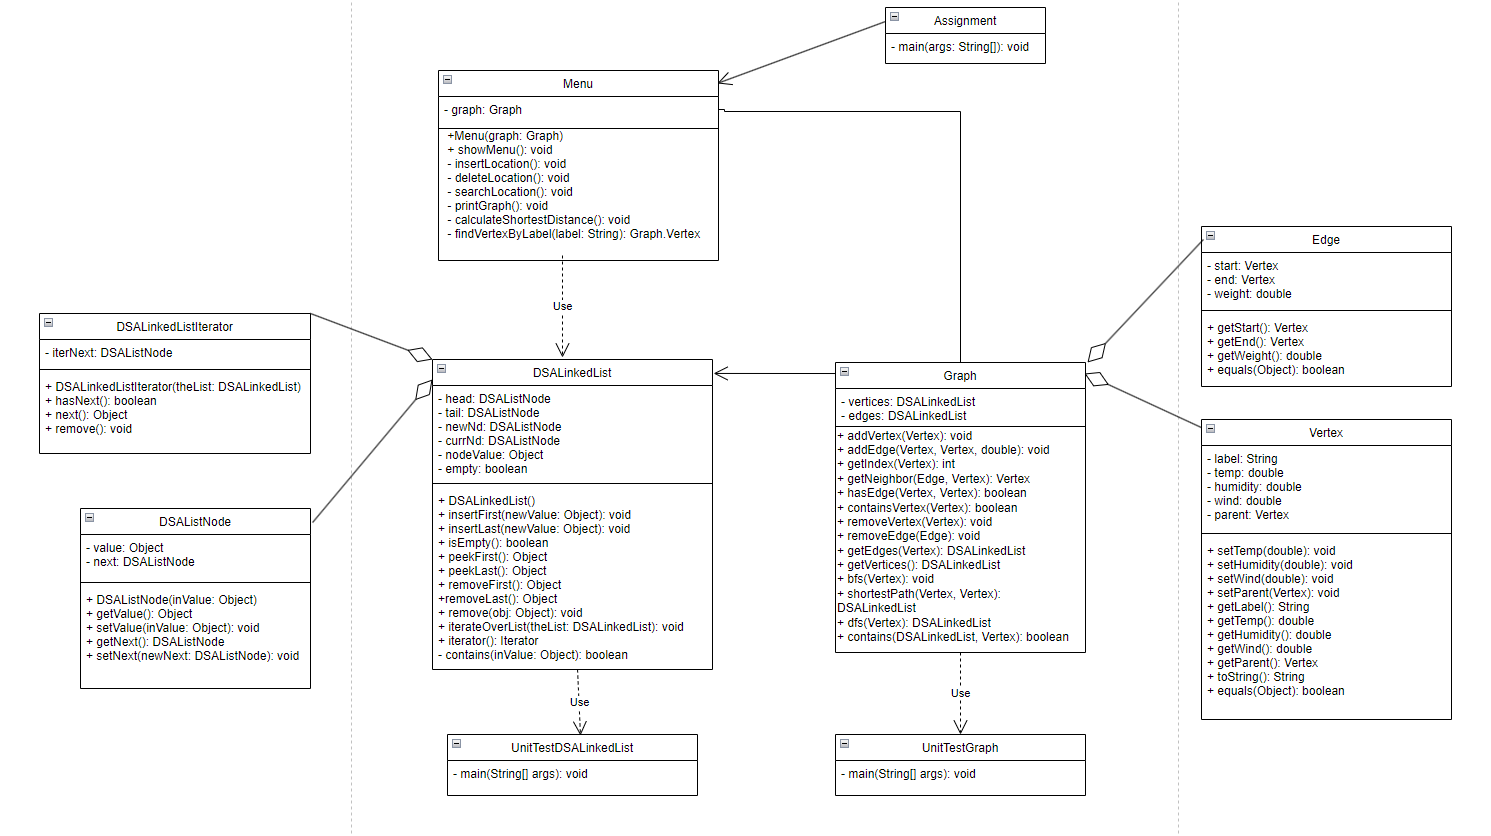 Assignment
- main(args: String[]): void
Menu
- graph: Graph
+Menu(graph: Graph)
+ showMenu(): void
- insertLocation(): void
- deleteLocation(): void
- searchLocation(): void
- printGraph(): void
- calculateShortestDistance(): void
- findVertexByLabel(label: String): Graph.Vertex
Use
DSALinkedListIterator
- iterNext: DSAListNode
+ DSALinkedListIterator(theList: DSALinkedList)
+ hasNext(): boolean
+ next(): Object
+ remove(): void
DSAListNode
- value: Object
- next: DSAListNode
+ DSAListNode(inValue: Object)
+ getValue(): Object
+ setValue(inValue: Object): void
+ getNext(): DSAListNode
+ setNext(newNext: DSAListNode): void
DSALinkedList
- head: DSAListNode
- tail: DSAListNode
- newNd: DSAListNode
- currNd: DSAListNode
- nodeValue: Object
- empty: boolean
+ DSALinkedList()
+ insertFirst(newValue: Object): void
+ insertLast(newValue: Object): void
+ isEmpty(): boolean
+ peekFirst(): Object
+ peekLast(): Object
+ removeFirst(): Object
+removeLast(): Object
+ remove(obj: Object): void
+ iterateOverList(theList: DSALinkedList): void
+ iterator(): Iterator
- contains(inValue: Object): boolean
Use
UnitTestDSALinkedList
- main(String[] args): void
Graph
- vertices: DSALinkedList
- edges: DSALinkedList
+ addVertex(Vertex): void
+ addEdge(Vertex, Vertex, double): void
+ getIndex(Vertex): int
+ getNeighbor(Edge, Vertex): Vertex
+ hasEdge(Vertex, Vertex): boolean
+ containsVertex(Vertex): boolean
+ removeVertex(Vertex): void
+ removeEdge(Edge): void
+ getEdges(Vertex): DSALinkedList
+ getVertices(): DSALinkedList
+ bfs(Vertex): void
+ shortestPath(Vertex, Vertex):
DSALinkedList
+ dfs(Vertex): DSALinkedList
+ contains(DSALinkedList, Vertex): boolean
Use
UnitTestGraph
- main(String[] args): void
Edge
- start: Vertex
- end: Vertex
- weight: double
+ getStart(): Vertex
+ getEnd(): Vertex
+ getWeight(): double
+ equals(Object): boolean
Vertex
- label: String
- temp: double
- humidity: double
- wind: double
- parent: Vertex
+ setTemp(double): void
+ setHumidity(double): void
+ setWind(double): void
+ setParent(Vertex): void
+ getLabel(): String
+ getTemp(): double
+ getHumidity(): double
+ getWind(): double
+ getParent(): Vertex
+ toString(): String
+ equals(Object): boolean